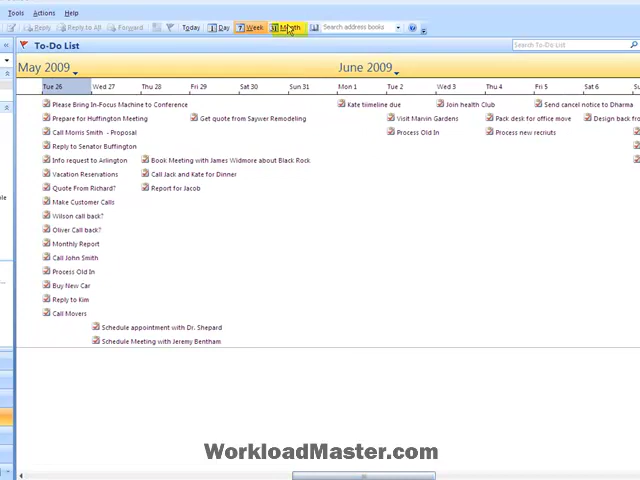 Tools Actions Help
Reply Reply to All Forward Today Day 7 Week 31 Month Search address books
To-Do List Search To-Do List
May 2009 June 2009
Tue 26 Wed 27 Thu 28 Fri 29 Sat 30 Sun 31 Mon 1 Tue 2 Wed 3 Thu 4 Fri 5 Sat 6 Su
Please Bring In-Focus Machine to Conference Kate tiimeline due Join health Club Send cancel notice to Dharma
Prepare for Huffington Meeting Get quote from Saywer Remodeling Visit Marvin Gardens Pack desk for office move Design back fro
Call Morris Smith - Proposal Process Old In Process new recriuts
Reply to Senator Buffington
Info request to Arlington Book Meeting with James Widmore about Black Rock
Vacation Reservations Call Jack and Kate for Dinner
Quote From Richard? Report for Jacob
Make Customer Calls
Wilson call back?
Oliver Call back?
Monthly Report
Call John Smith
Process Old In
Buy New Car
Reply to Kim
Call Movers
Schedule appointment with Dr. Shepard
Schedule Meeting with Jeremy Bentham
WorkloadMaster.com